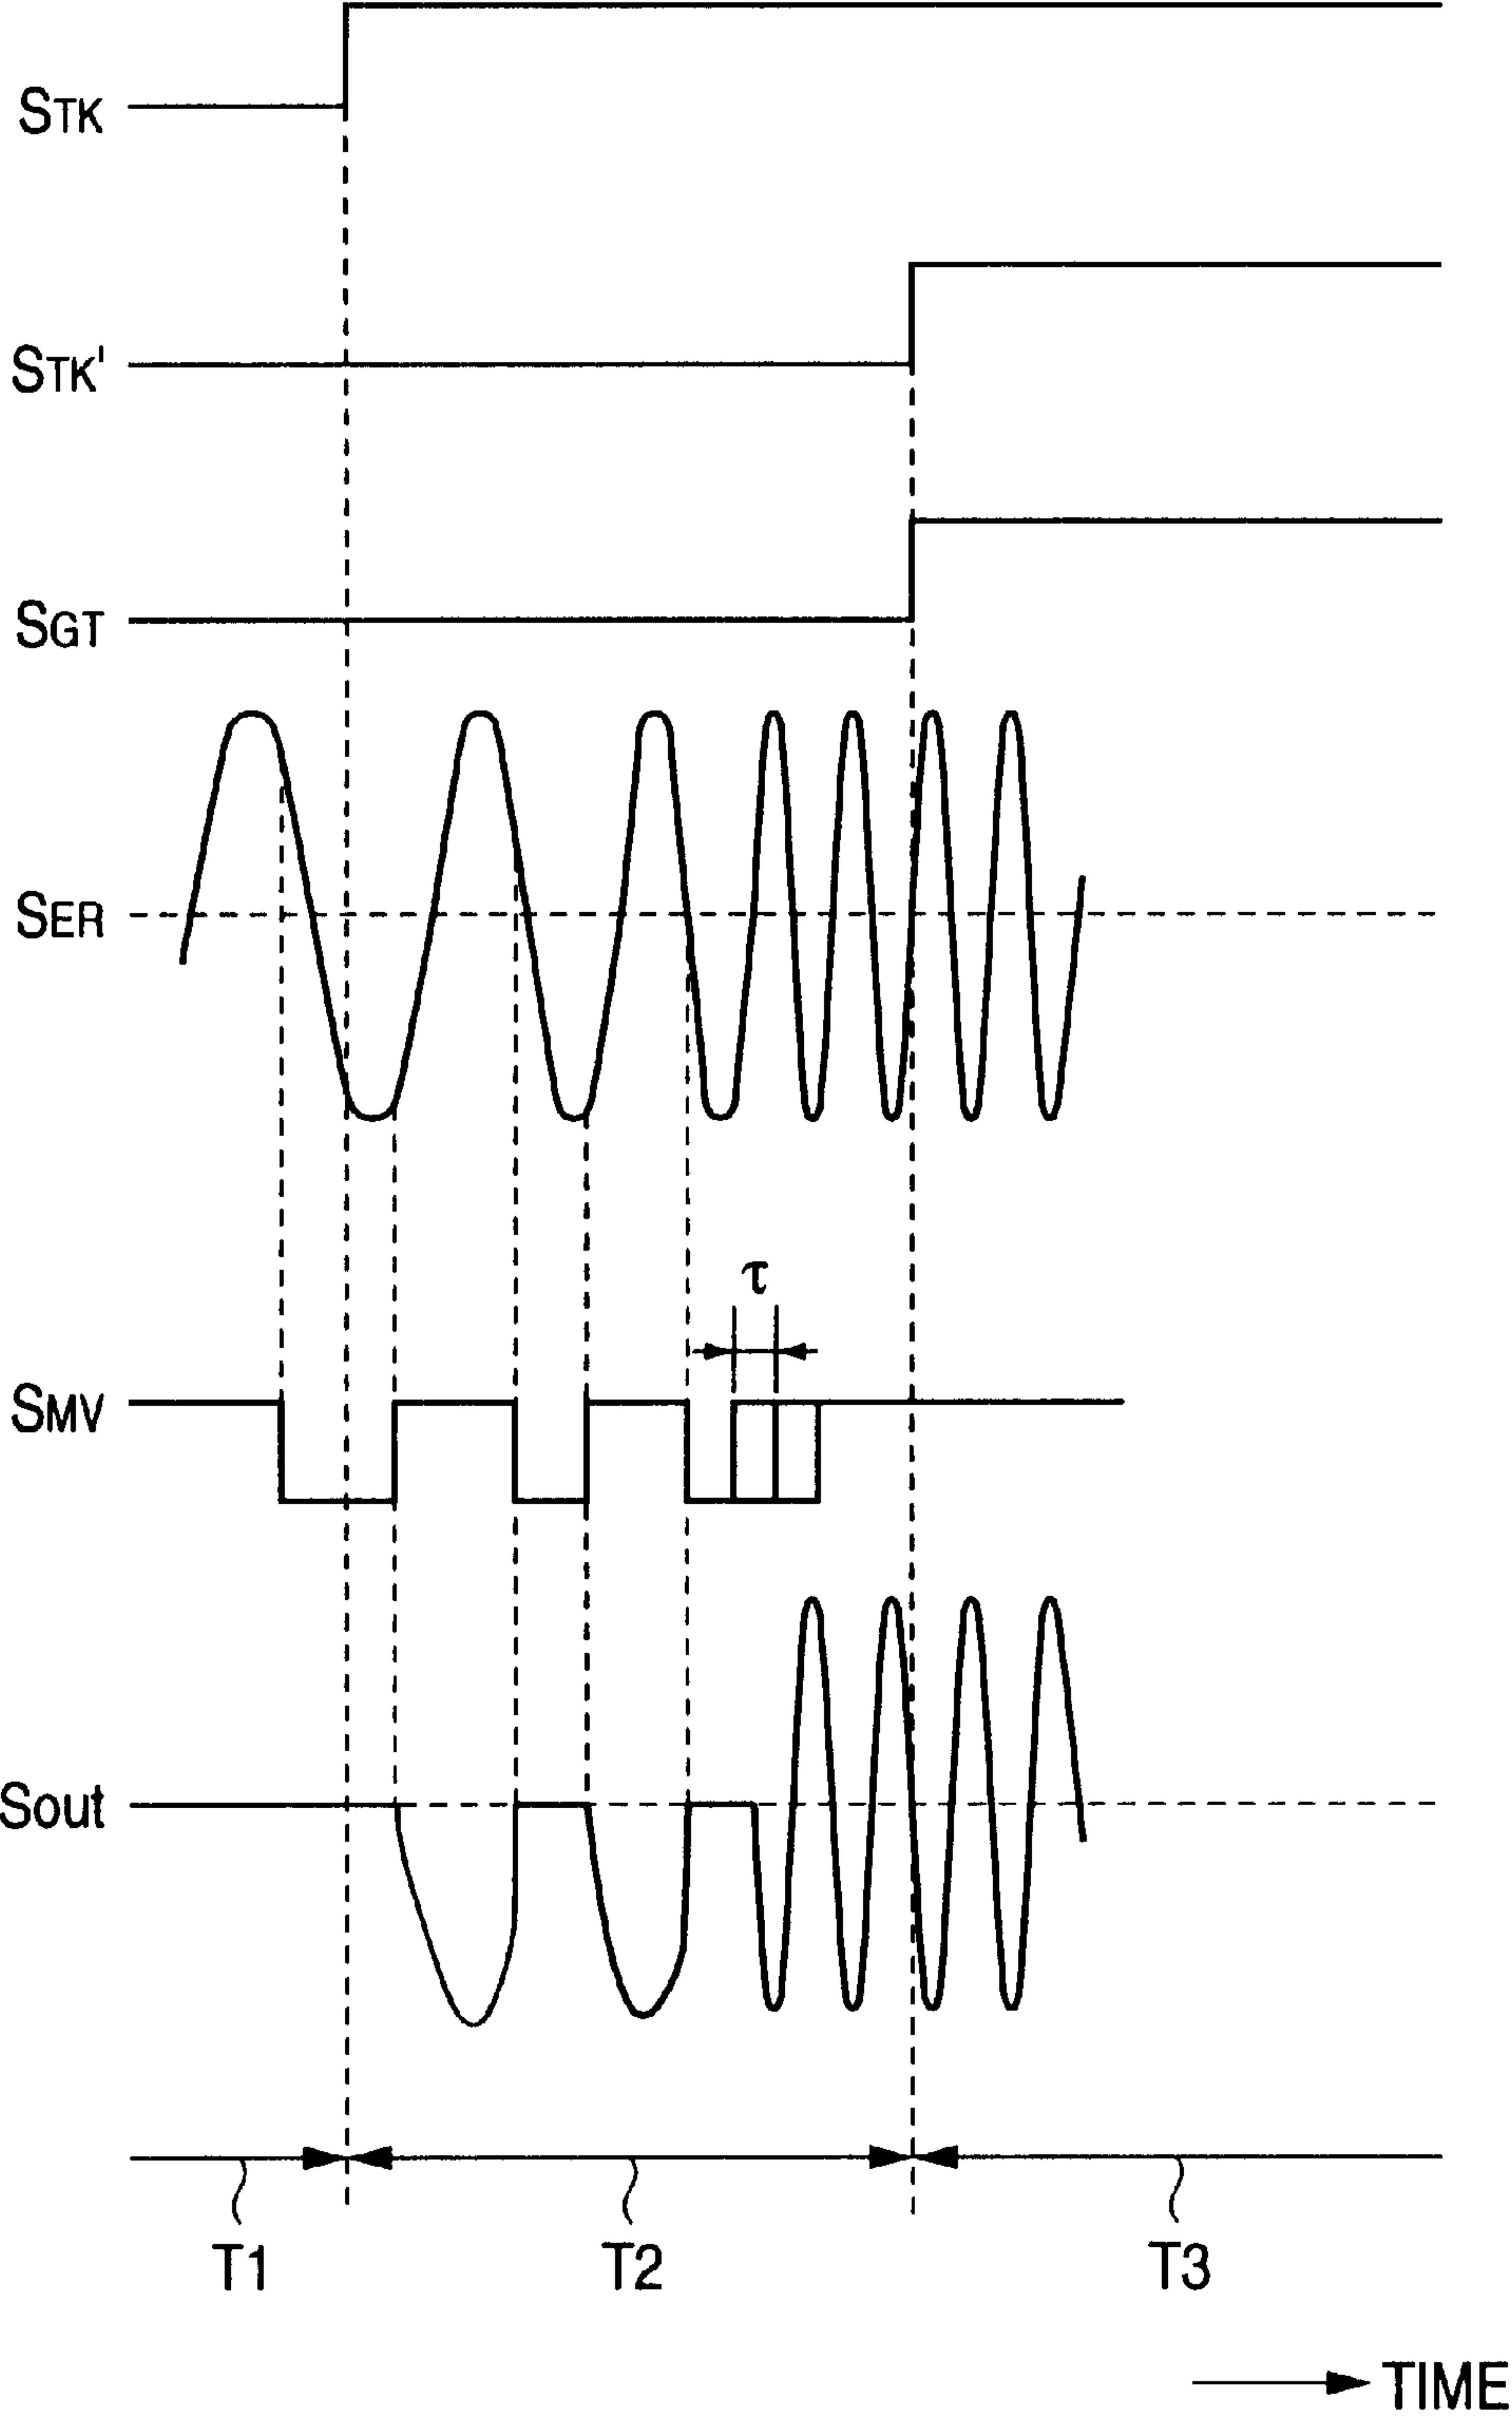 STK
STK'
SGT
SER
τ
SMV
Sout
T1 T2 T3
TIME